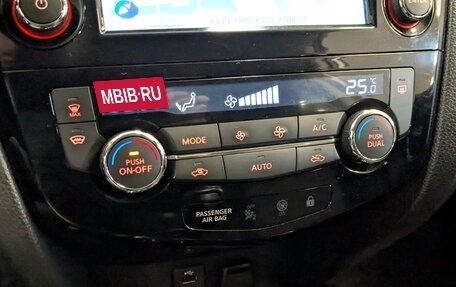 MBIB·RU
25.0
°C
MAX
MODE
A/C
PUSH
ON-OFF
AUTO
PUSH
DUAL
PASSENGER
AIR BAG